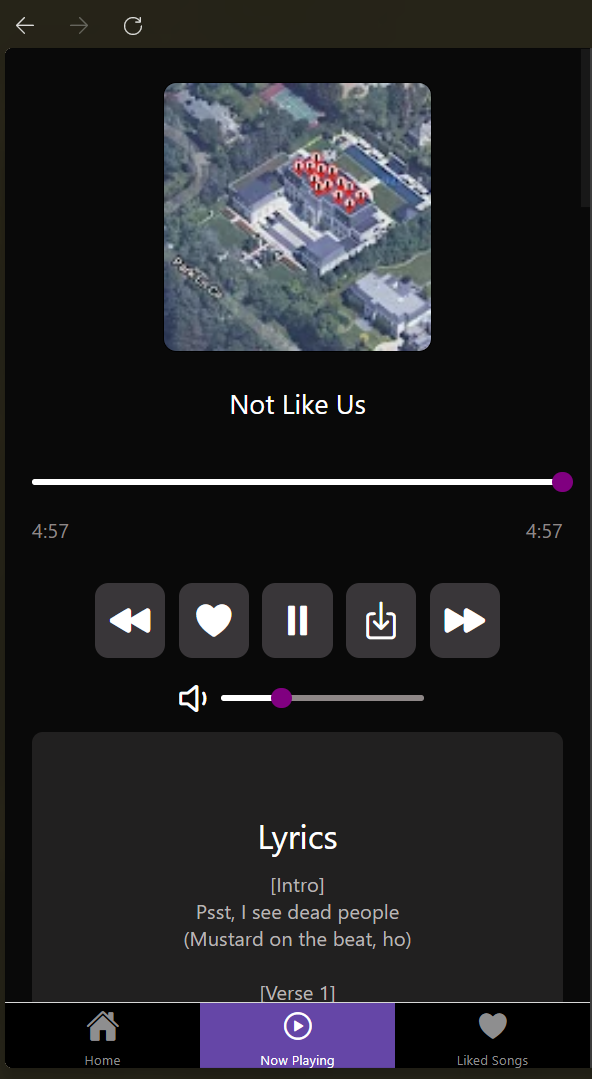 Not Like Us
4:57
4:57
Lyrics
[Intro]
Psst, I see dead people
(Mustard on the beat, ho)
[Verse 1]
Home
Now Playing
Liked Songs